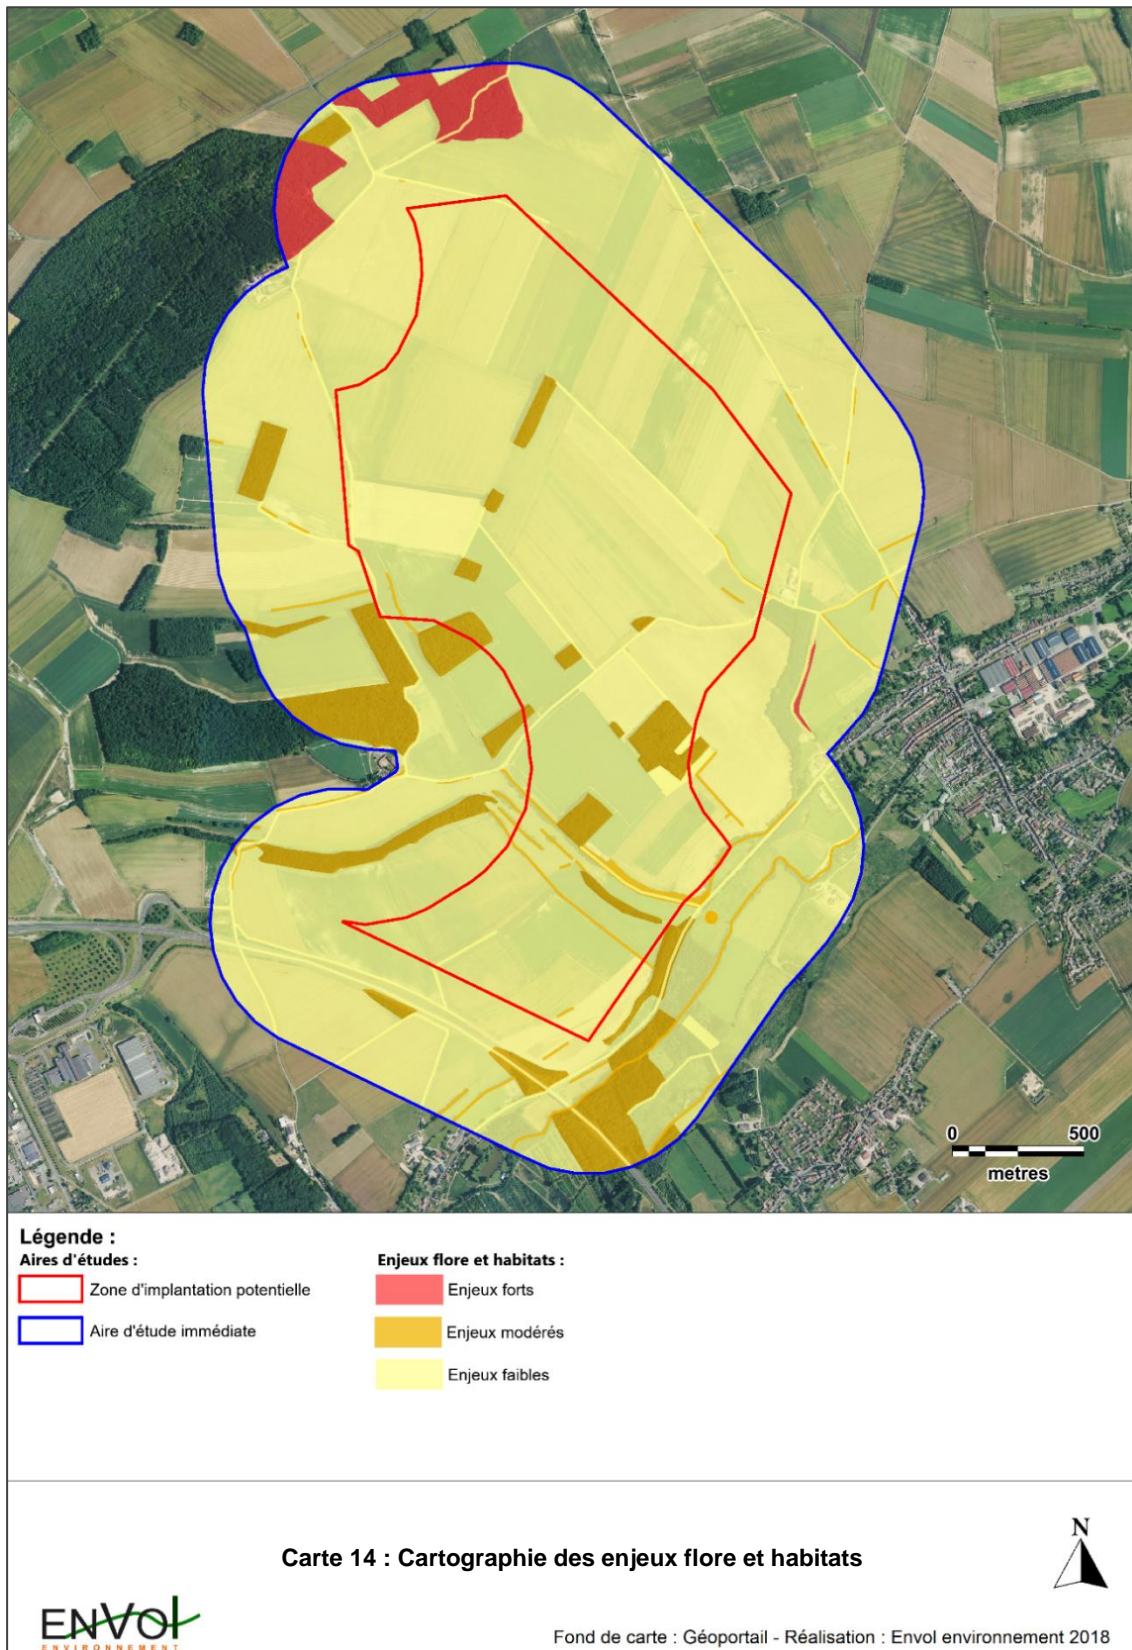 0 500
metres
Légende :
Aires d'études :
Zone d'implantation potentielle
Aire d'étude immédiate
Enjeux flore et habitats :
Enjeux forts
Enjeux modérés
Enjeux faibles
N
Carte 14 : Cartographie des enjeux flore et habitats
ENVOl
ENVIRONNEMENT
Fond de carte : Géoportail - Réalisation : Envol environnement 2018